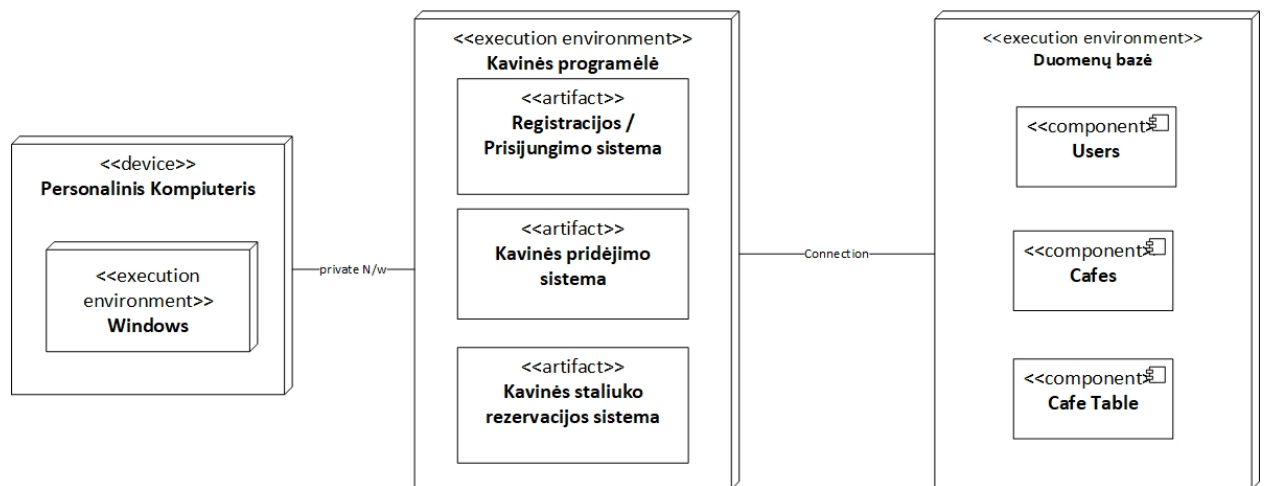 <<device>>
Personalinis Kompiuteris
<<execution
environment>>
Windows
private N/w
<<execution environment>>
Kavinės programėlė
<<artifact>>
Registracijos /
Prisijungimo sistema
<<artifact>>
Kavinės pridėjimo
sistema
<<artifact>>
Kavinės staliuko
rezervacijos sistema
Connection
<<execution environment>>
Duomenų bazė
<<component>>
Users
<<component>>
Cafes
<<component>>
Cafe Table